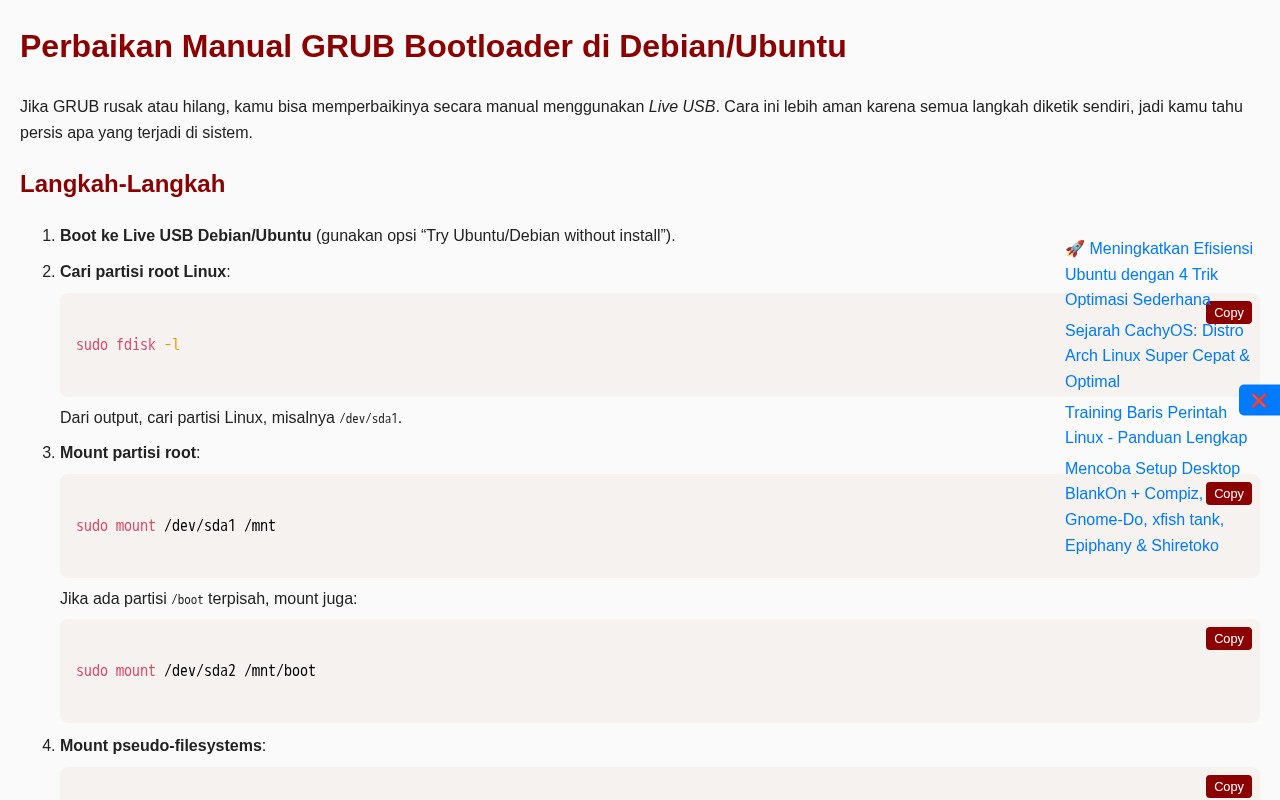 Perbaikan Manual GRUB Bootloader di Debian/Ubuntu
Jika GRUB rusak atau hilang, kamu bisa memperbaikinya secara manual menggunakan Live USB. Cara ini lebih aman karena semua langkah diketik sendiri, jadi kamu tahu
persis apa yang terjadi di sistem.
Langkah-Langkah
1. Boot ke Live USB Debian/Ubuntu (gunakan opsi “Try Ubuntu/Debian without install”).
2. Cari partisi root Linux:
Copy
sudo fdisk -l
Dari output, cari partisi Linux, misalnya /dev/sda1.
3. Mount partisi root:
Copy
sudo mount /dev/sda1 /mnt
Jika ada partisi /boot terpisah, mount juga:
Copy
sudo mount /dev/sda2 /mnt/boot
4. Mount pseudo-filesystems:
Copy
🚀 Meningkatkan Efisiensi
Ubuntu dengan 4 Trik
Optimasi Sederhana
Sejarah CachyOS: Distro
Arch Linux Super Cepat &
Optimal
Training Baris Perintah
Linux - Panduan Lengkap
Mencoba Setup Desktop
BlankOn + Compiz,
Gnome-Do, xfish tank,
Epiphany & Shiretoko
❌